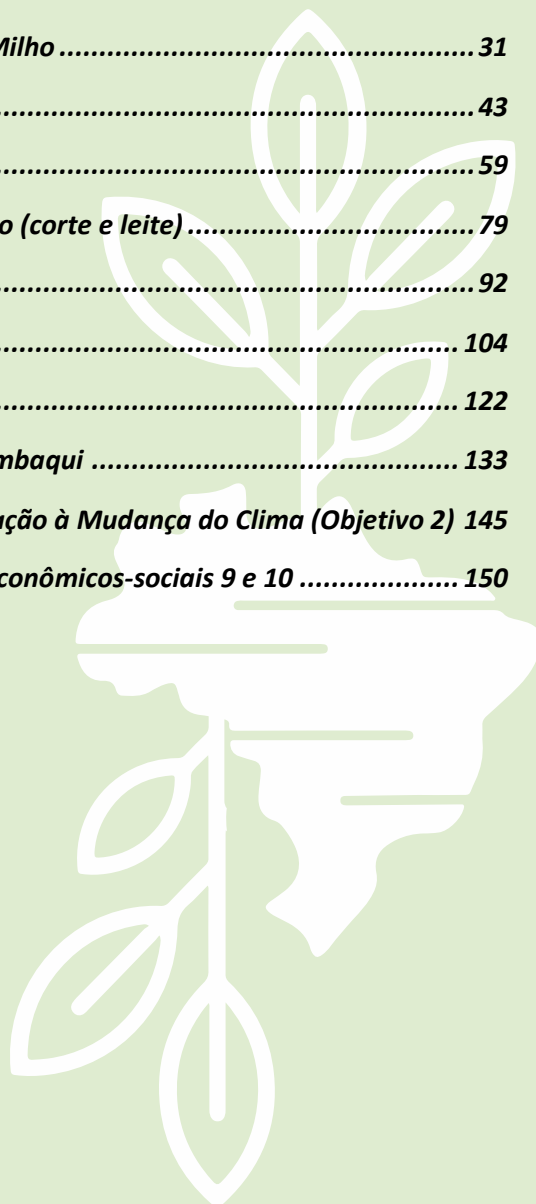 Milho ........................................................ 31
................................................................ 43
................................................................ 59
o (corte e leite) ........................................ 79
................................................................ 92
.............................................................. 104
.............................................................. 122
mbaqui ................................................... 133
ação à Mudança do Clima (Objetivo 2) 145
conômicos-sociais 9 e 10 .................... 150